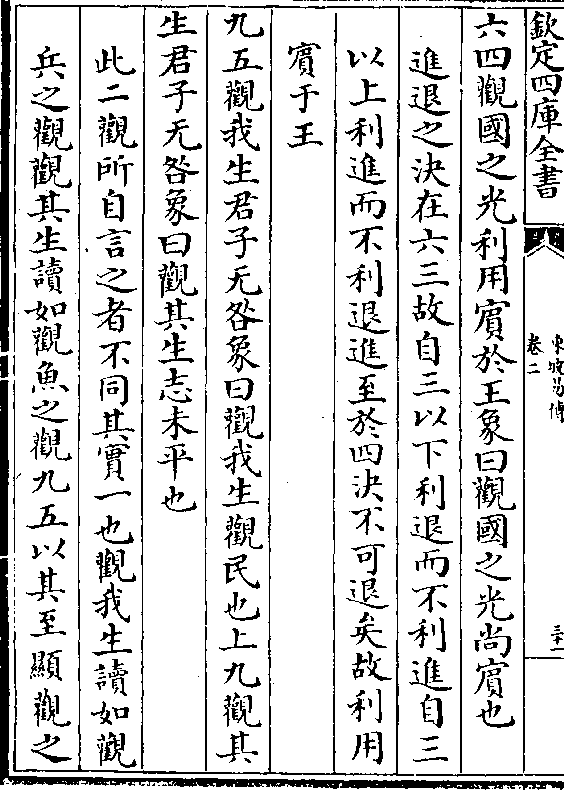 欽定四庫全書
東坡易傳
卷二
三十一
六四觀國之光利用賓於王象曰觀國之光尚賓也
進退之決在六三故自三以下利退而不利進自三
以上利進而不利退進至於四決不可退矣故利用
賓于王
九五觀我生君子无咎象曰觀我生觀民也上九觀其
生君子无咎象曰觀其生志未平也
此二觀所自言之者不同其實一也觀我生讀如觀
兵之觀觀其生讀如觀魚之觀九五以其至顯觀之